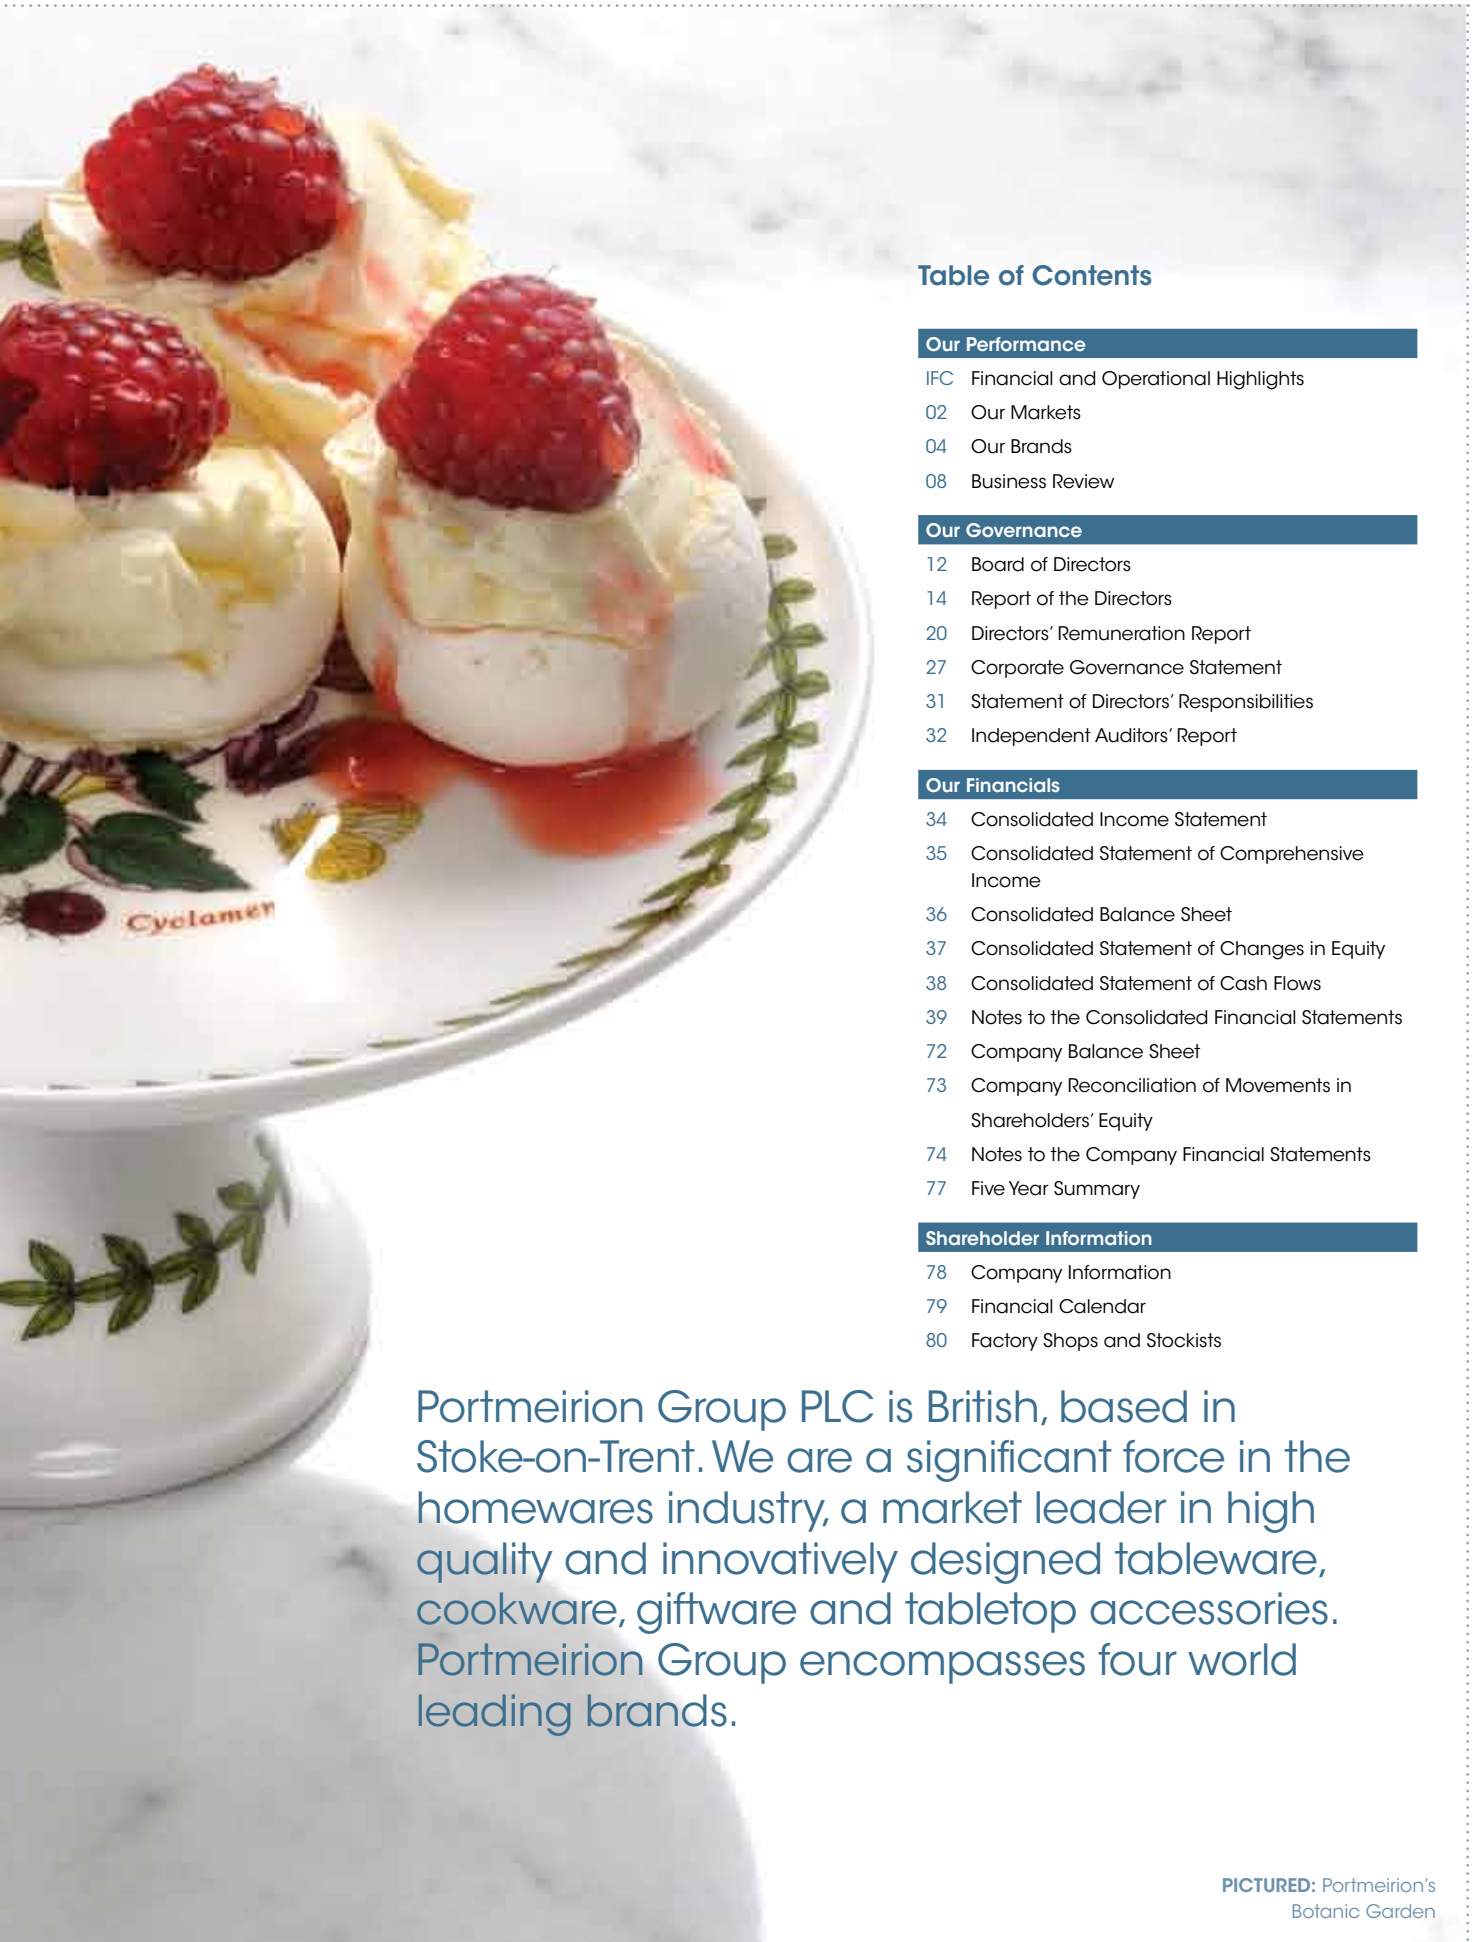 Table of Contents
Our Performance
IFC Financial and Operational Highlights
02 Our Markets
04 Our Brands
08 Business Review
Our Governance
12 Board of Directors
14 Report of the Directors
20 Directors’ Remuneration Report
27 Corporate Governance Statement
31 Statement of Directors’ Responsibilities
32 Independent Auditors’ Report
Our Financials
34 Consolidated Income Statement
35 Consolidated Statement of Comprehensive
Income
36 Consolidated Balance Sheet
37 Consolidated Statement of Changes in Equity
38 Consolidated Statement of Cash Flows
39 Notes to the Consolidated Financial Statements
72 Company Balance Sheet
73 Company Reconciliation of Movements in
Shareholders’ Equity
74 Notes to the Company Financial Statements
77 Five Year Summary
Shareholder Information
78 Company Information
79 Financial Calendar
80 Factory Shops and Stockists
Cyclamen
Portmeirion Group PLC is British, based in
Stoke-on-Trent. We are a significant force in the
homewares industry, a market leader in high
quality and innovatively designed tableware,
cookware, giftware and tabletop accessories.
Portmeirion Group encompasses four world
leading brands.
PICTURED: Portmeirion’s
Botanic Garden